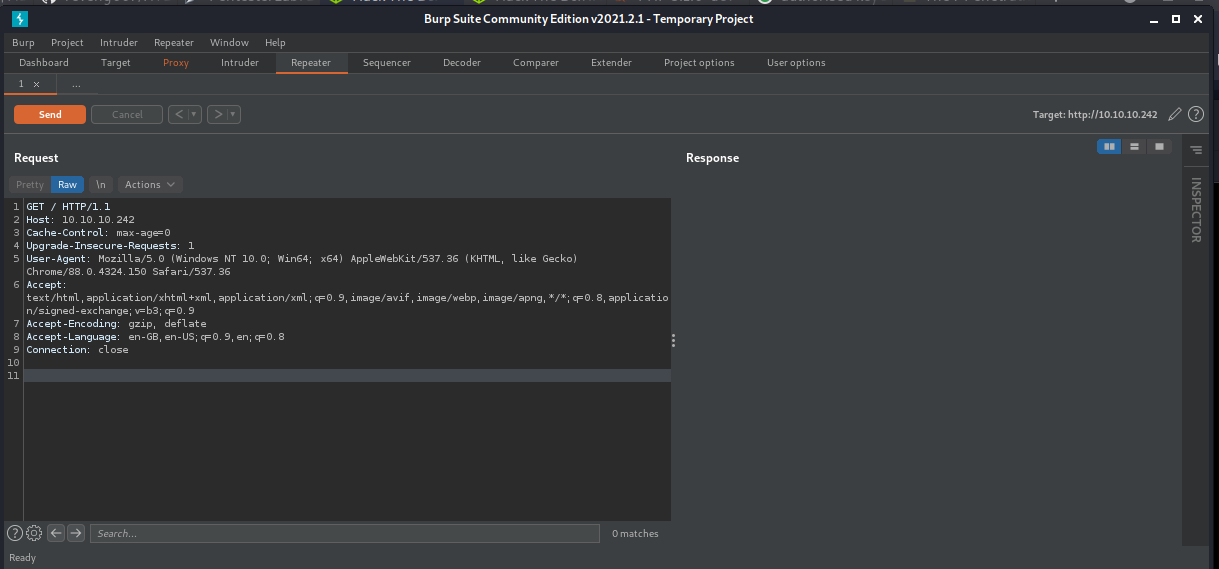 Burp Suite Community Edition v2021.2.1 - Temporary Project
Burp Project Intruder Repeater Window Help
Dashboard Target Proxy Intruder Repeater Sequencer Decoder Comparer Extender Project options User options
1 × ...
Send Cancel < > Target: http://10.10.10.242 ?
Request Response
Pretty Raw \n Actions
INSPECTOR
1 GET / HTTP/1.1
2 Host: 10.10.10.242
3 Cache-Control: max-age=0
4 Upgrade-Insecure-Requests: 1
5 User-Agent: Mozilla/5.0 (Windows NT 10.0; Win64; x64) AppleWebKit/537.36 (KHTML, like Gecko)
Chrome/88.0.4324.150 Safari/537.36
6 Accept:
text/html,application/xhtml+xml,application/xml;q=0.9,image/avif,image/webp,image/apng,*/*;q=0.8,applicatio
n/signed-exchange;v=b3;q=0.9
7 Accept-Encoding: gzip, deflate
8 Accept-Language: en-GB,en-US;q=0.9,en;q=0.8
9 Connection: close
10
11
? Search... 0 matches
Ready